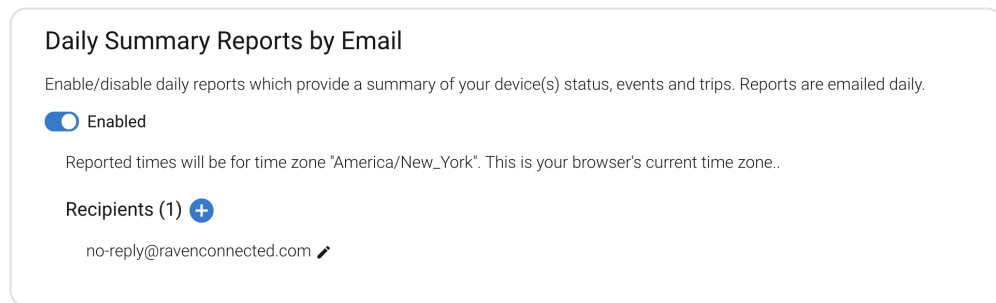 Daily Summary Reports by Email
Enable/disable daily reports which provide a summary of your device(s) status, events and trips. Reports are emailed daily.
Enabled
Reported times will be for time zone "America/New_York". This is your browser's current time zone..
Recipients (1)
no-reply@ravenconnected.com